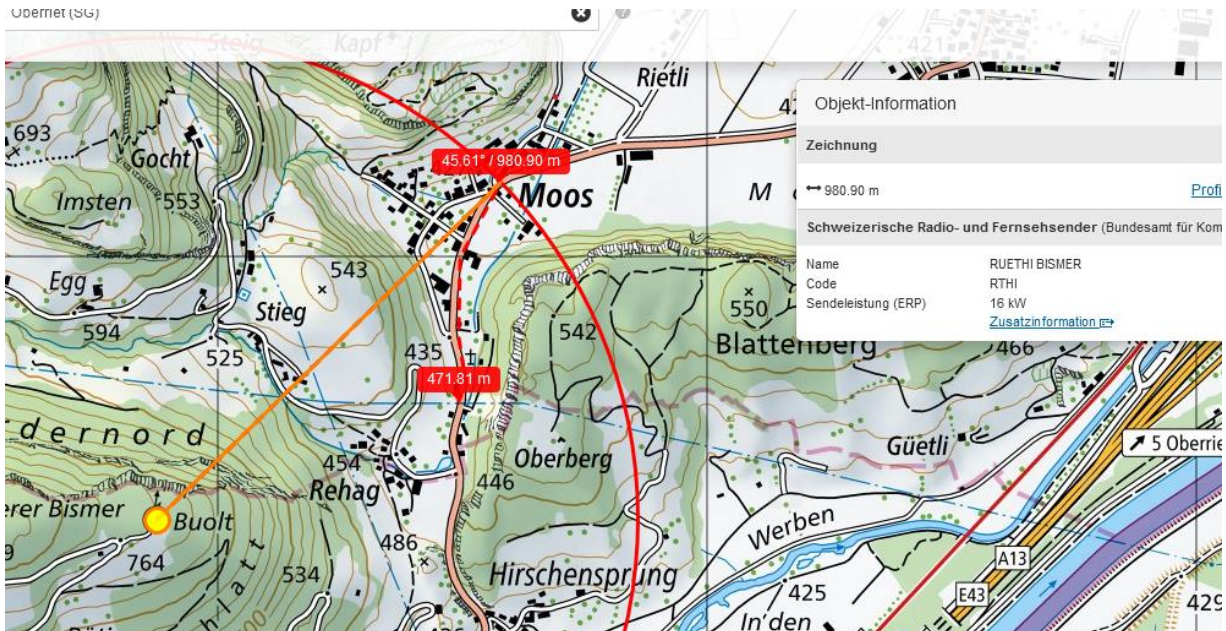 Oberriet (SG)
Steig
Kapf
421
Rietli
Objekt-Information
Zeichnung
980.90 m
Profi
Schweizerische Radio- und Fernsehsender (Bundesamt für Kom
Name RUETHI BISMER
Code RTHI
Sendeleistung (ERP) 16 kW
Zusatzinformation
693
Gocht
45.61° / 980.90 m
Moos
Imsten
553
M
Egg
543
550
594
Stieg
542
525
435
Blattenberg
466
471.81 m
dernord
Güetli
5 Oberrie
454
Oberberg
Rehag
446
erer Bismer
Buolt
Werben
764
486
A13
534
Hirschensprung
425
E43
429
hlatt
In'den